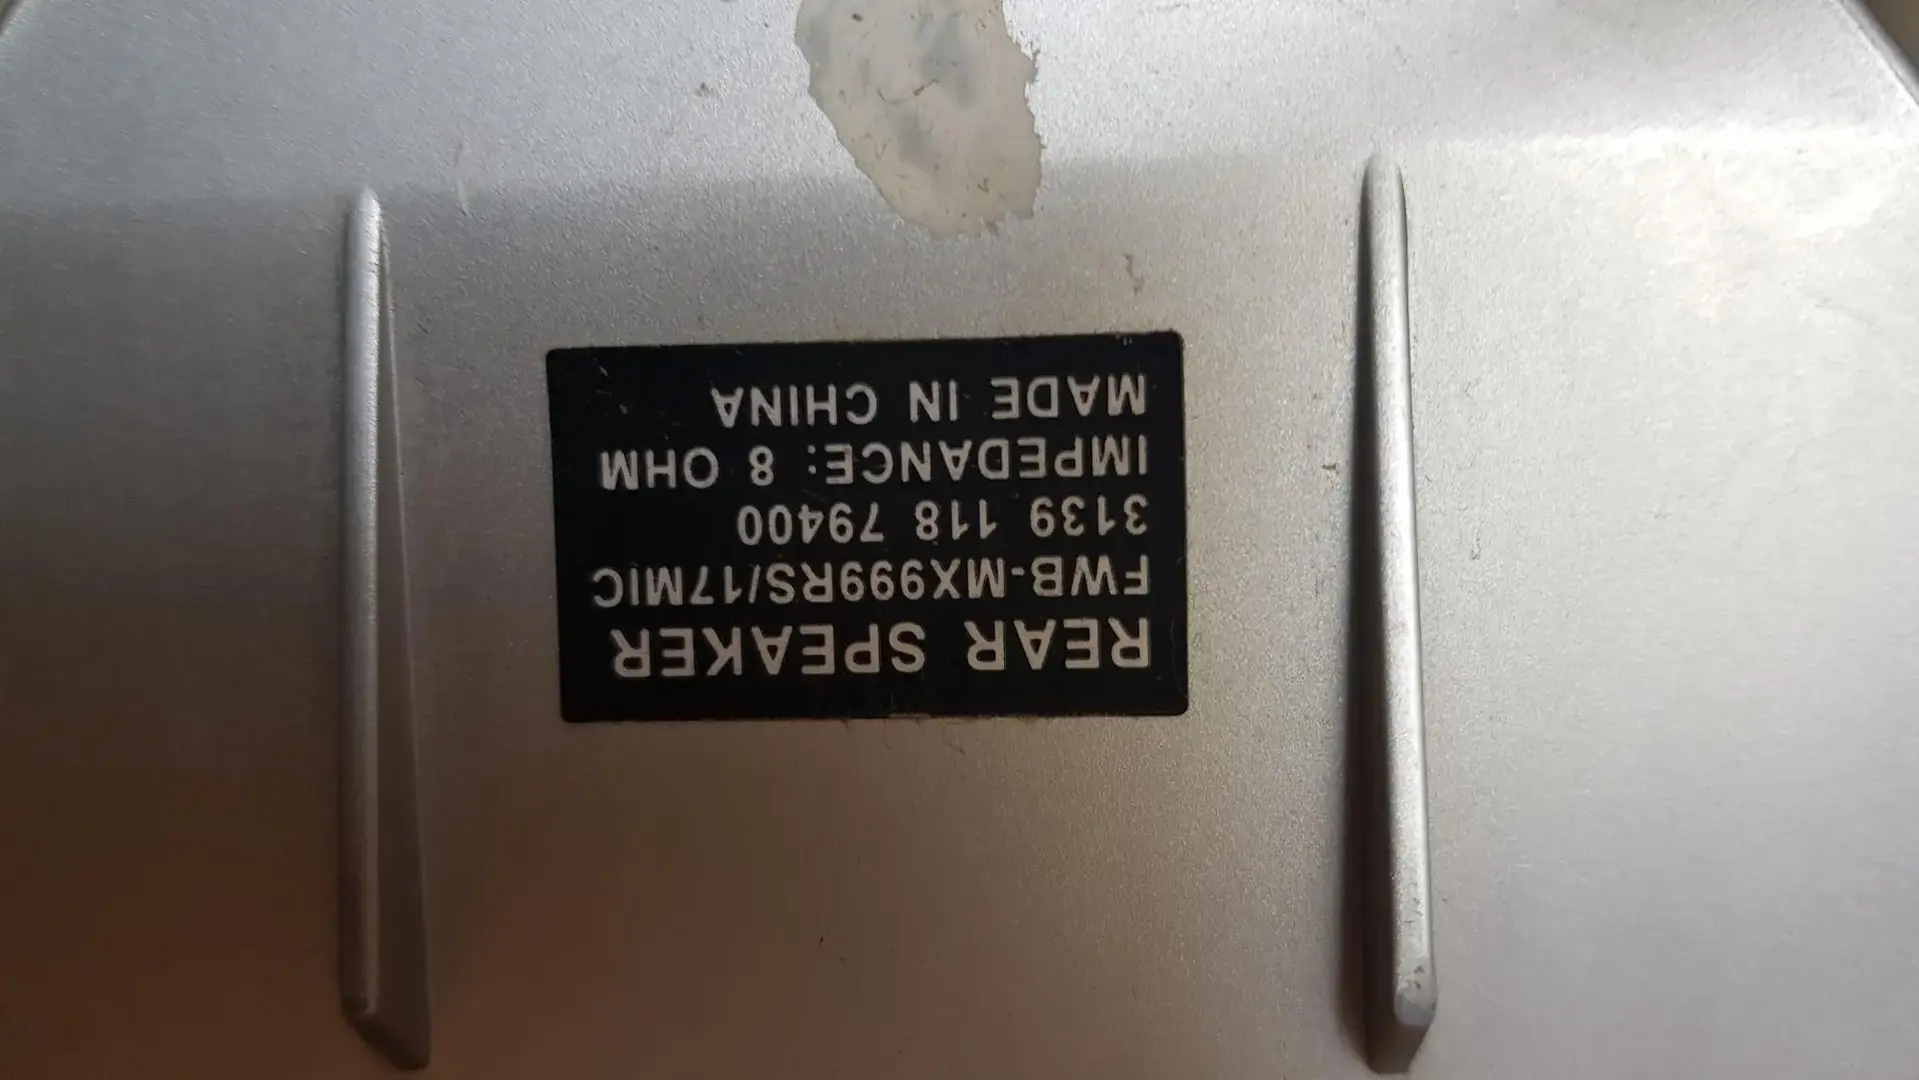 REAR SPEAKER
FWB-MX999RS/17MIC
3139 118 79400
IMPEDANCE: 8 OHM
MADE IN CHINA